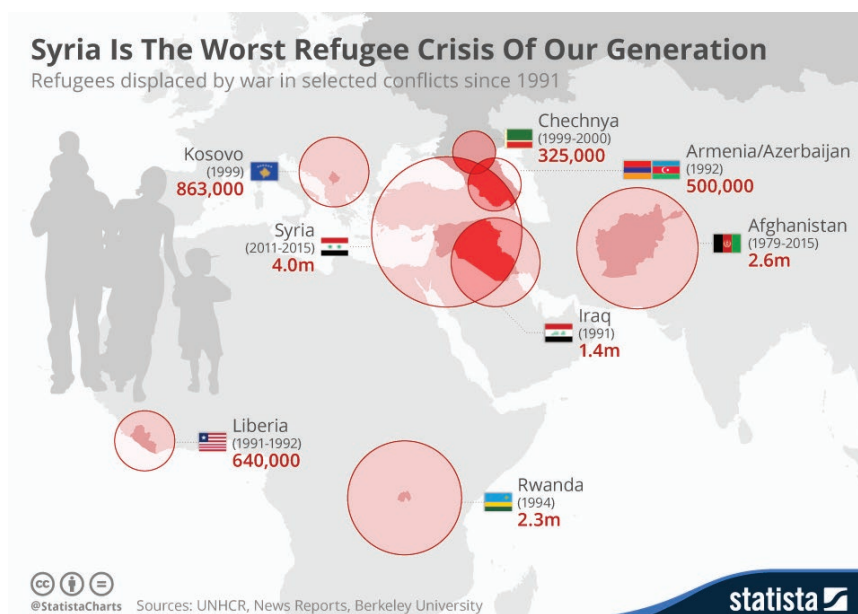 Syria Is The Worst Refugee Crisis Of Our Generation
Refugees displaced by war in selected conflicts since 1991
Chechnya
(1999-2000)
325,000
Kosovo
(1999)
863,000
Armenia/Azerbaijan
(1992)
500,000
Syria
(2011-2015)
4.0m
Afghanistan
(1979-2015)
2.6m
Iraq
(1991)
1.4m
Liberia
(1991-1992)
640,000
Rwanda
(1994)
2.3m
cc
@StatistaCharts Sources: UNHCR, News Reports, Berkeley University
statista